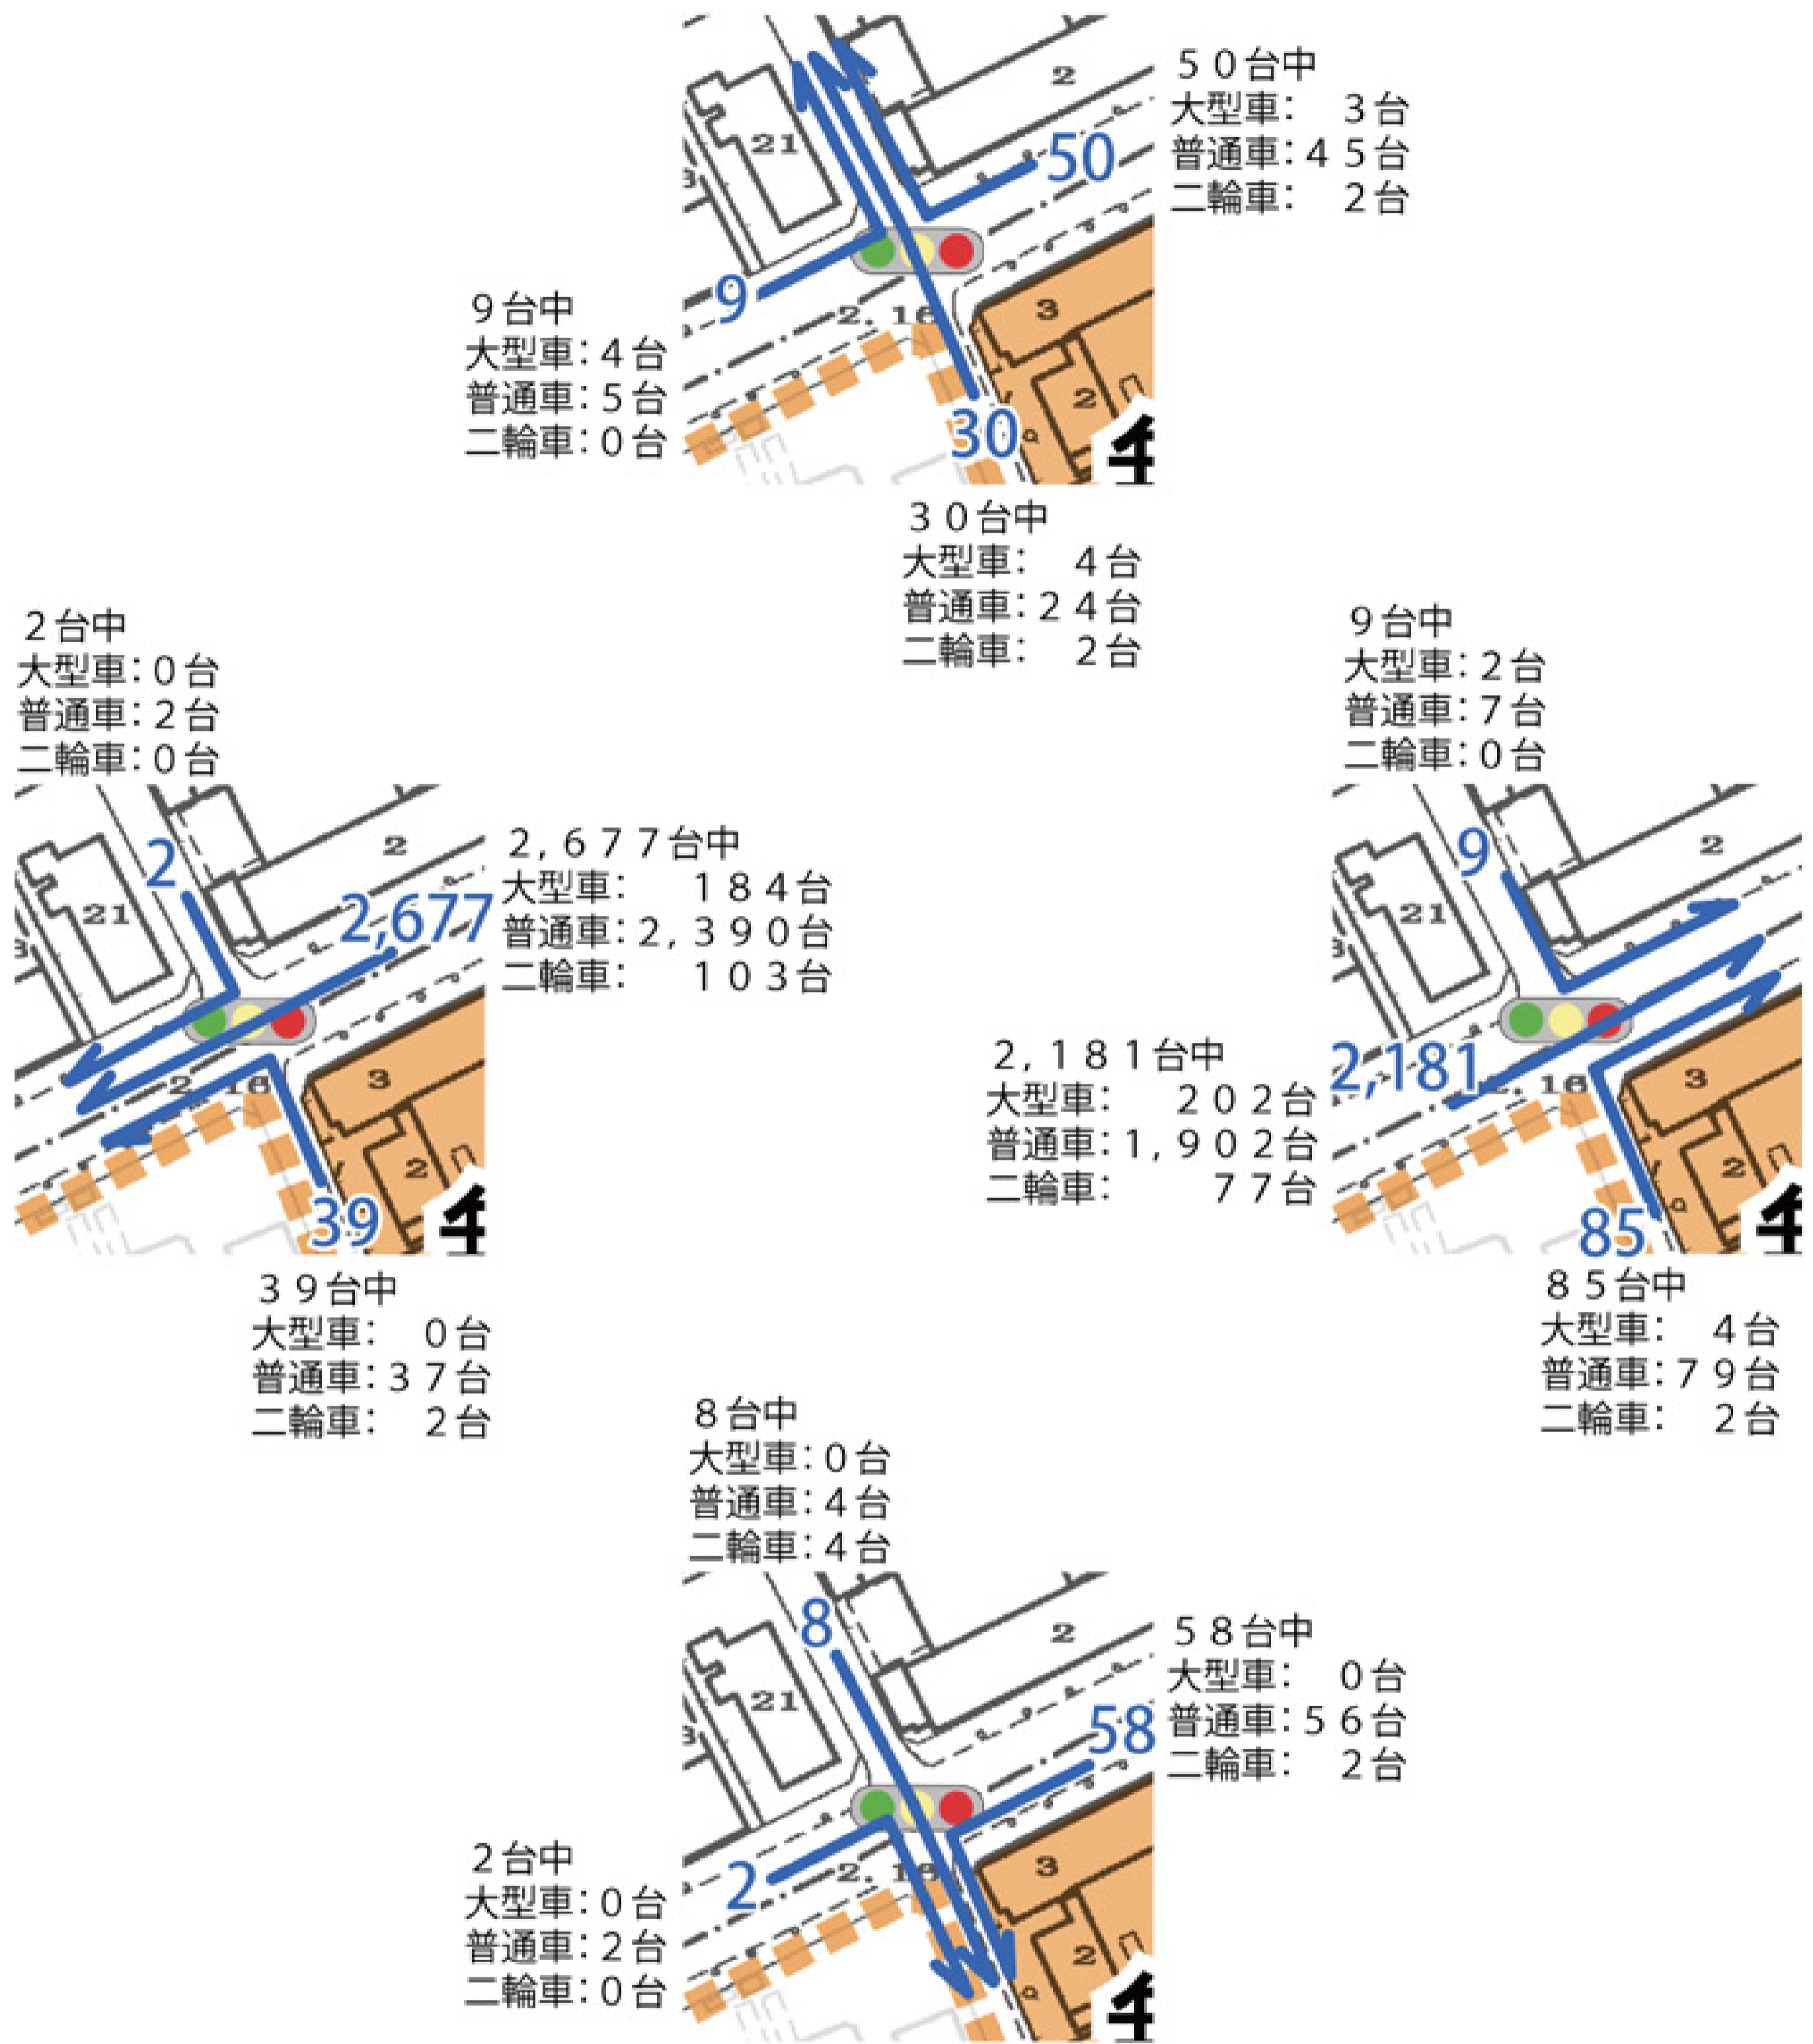 ５０台中
大型車：　３台
普通車：４５台
二輪車：　２台
2
21
50
9
2.16
3
2
30
９台中
大型車：４台
普通車：５台
二輪車：０台
３０台中
大型車：　４台
普通車：２４台
二輪車：　２台
２台中
大型車：０台
普通車：２台
二輪車：０台
2
2
21
2,677
3
2
39
２,６７７台中
大型車：　１８４台
普通車：２,３９０台
二輪車：　１０３台
３９台中
大型車：　０台
普通車：３７台
二輪車：　２台
９台中
大型車：２台
普通車：７台
二輪車：０台
9
2
21
2,181
3
2
85
２,１８１台中
大型車：　２０２台
普通車：１,９０２台
二輪車：　７７台
８５台中
大型車：　４台
普通車：７９台
二輪車：　２台
８台中
大型車：０台
普通車：４台
二輪車：４台
8
2
21
58
2
3
2
５８台中
大型車：　０台
普通車：５６台
二輪車：　２台
２台中
大型車：０台
普通車：２台
二輪車：０台